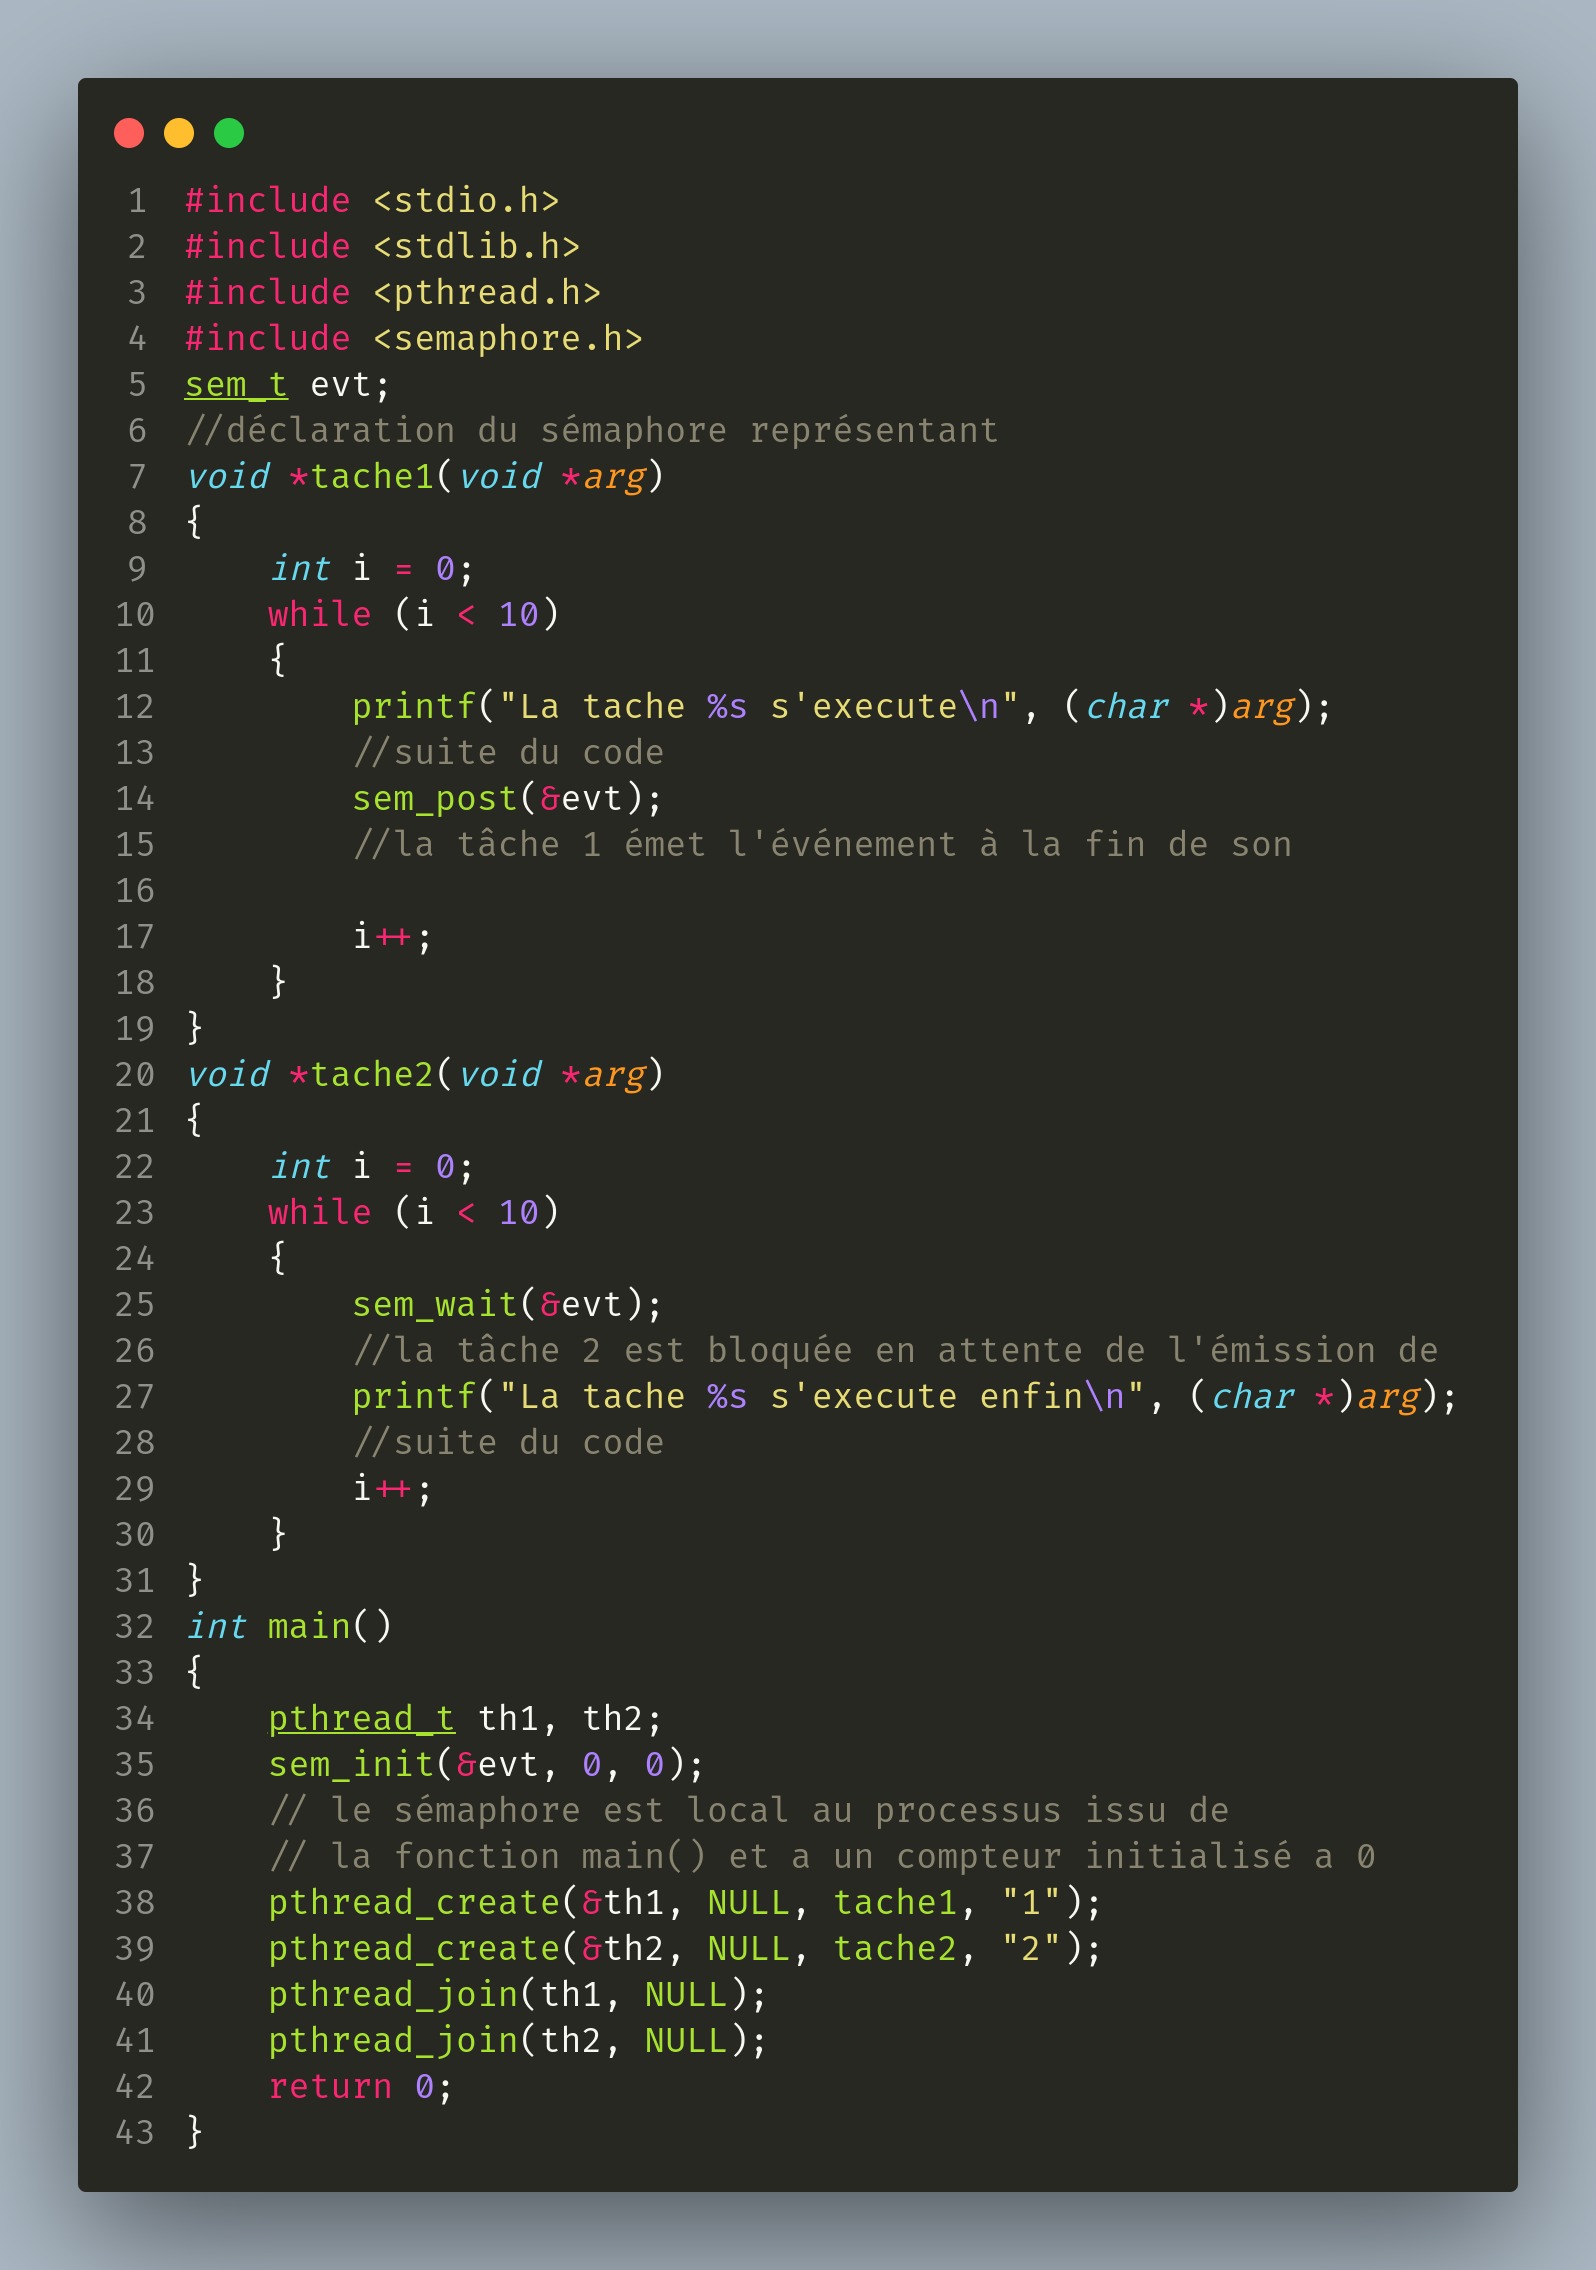 1 #include <stdio.h>
2 #include <stdlib.h>
3 #include <pthread.h>
4 #include <semaphore.h>
5 sem_t evt;
6 //déclaration du sémaphore représentant
7 void *tache1(void *arg)
8 {
9     int i = 0;
10     while (i < 10)
11     {
12         printf("La tache %s s'execute\n", (char *)arg);
13         //suite du code
14         sem_post(&evt);
15         //la tâche 1 émet l'événement à la fin de son
16
17         i++;
18     }
19 }
20 void *tache2(void *arg)
21 {
22     int i = 0;
23     while (i < 10)
24     {
25         sem_wait(&evt);
26         //la tâche 2 est bloquée en attente de l'émission de
27         printf("La tache %s s'execute enfin\n", (char *)arg);
28         //suite du code
29         i++;
30     }
31 }
32 int main()
33 {
34     pthread_t th1, th2;
35     sem_init(&evt, 0, 0);
36     // le sémaphore est local au processus issu de
37     // la fonction main() et a un compteur initialisé a 0
38     pthread_create(&th1, NULL, tache1, "1");
39     pthread_create(&th2, NULL, tache2, "2");
40     pthread_join(th1, NULL);
41     pthread_join(th2, NULL);
42     return 0;
43 }